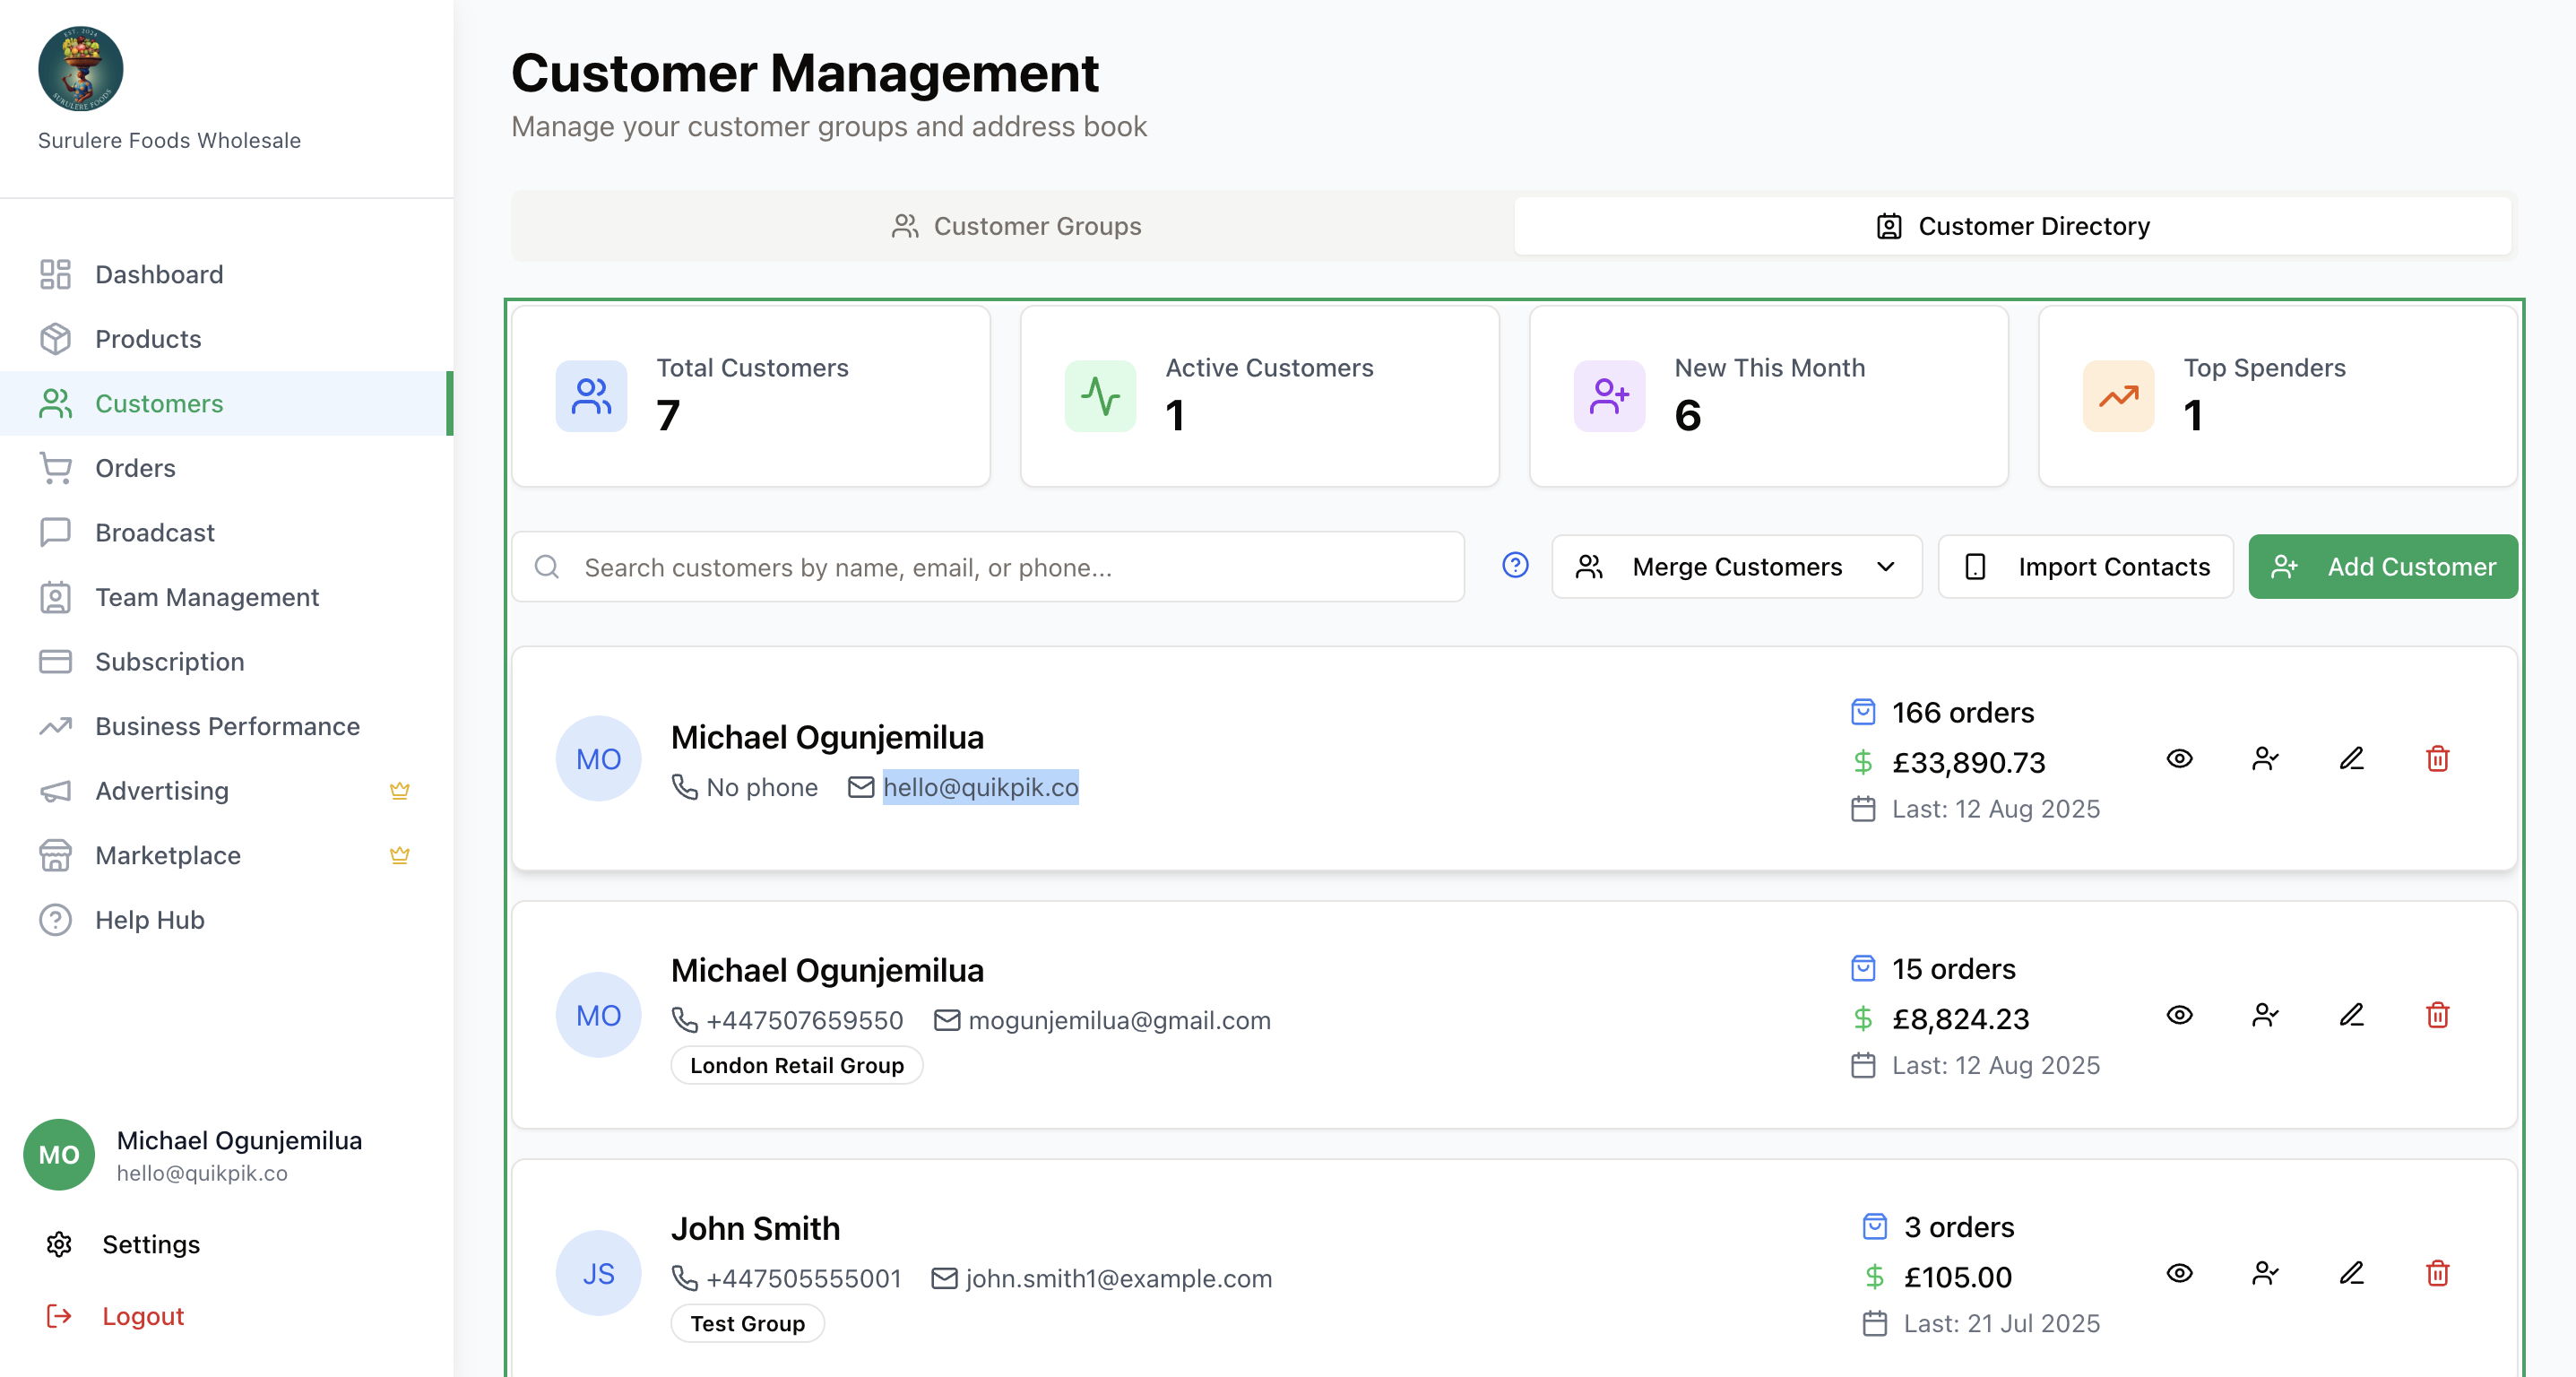 EST. 2024
SURULERE FOODS
Surulere Foods Wholesale
Dashboard
Products
Customers
Orders
Broadcast
Team Management
Subscription
Business Performance
Advertising
Marketplace
Help Hub
MO
Michael Ogunjemilua
hello@quikpik.co
Settings
Logout
Customer Management
Manage your customer groups and address book
Customer Groups
Customer Directory
Total Customers
7
Active Customers
1
New This Month
6
Top Spenders
1
Search customers by name, email, or phone...
Merge Customers
Import Contacts
Add Customer
MO
Michael Ogunjemilua
No phone hello@quikpik.co
166 orders
£33,890.73
Last: 12 Aug 2025
MO
Michael Ogunjemilua
+447507659550 mogunjemilua@gmail.com
London Retail Group
15 orders
£8,824.23
Last: 12 Aug 2025
JS
John Smith
+447505555001 john.smith1@example.com
Test Group
3 orders
£105.00
Last: 21 Jul 2025